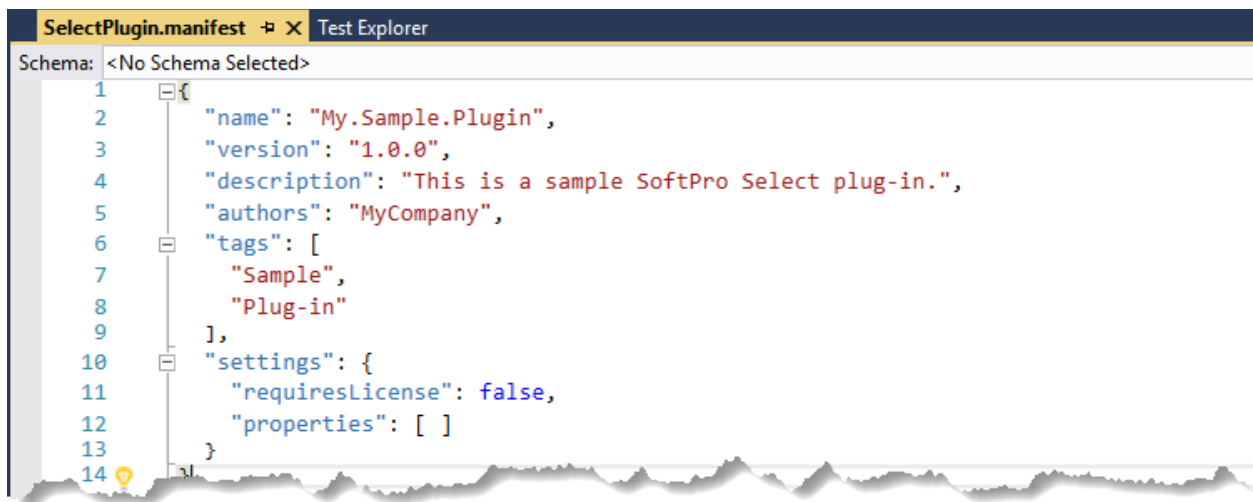 SelectPlugin.manifest Test Explorer
Schema: <No Schema Selected>
1 {
2 "name": "My.Sample.Plugin",
3 "version": "1.0.0",
4 "description": "This is a sample SoftPro Select plug-in.",
5 "authors": "MyCompany",
6 "tags": [
7 "Sample",
8 "Plug-in"
9 ],
10 "settings": {
11 "requiresLicense": false,
12 "properties": [ ]
13 }
14 }